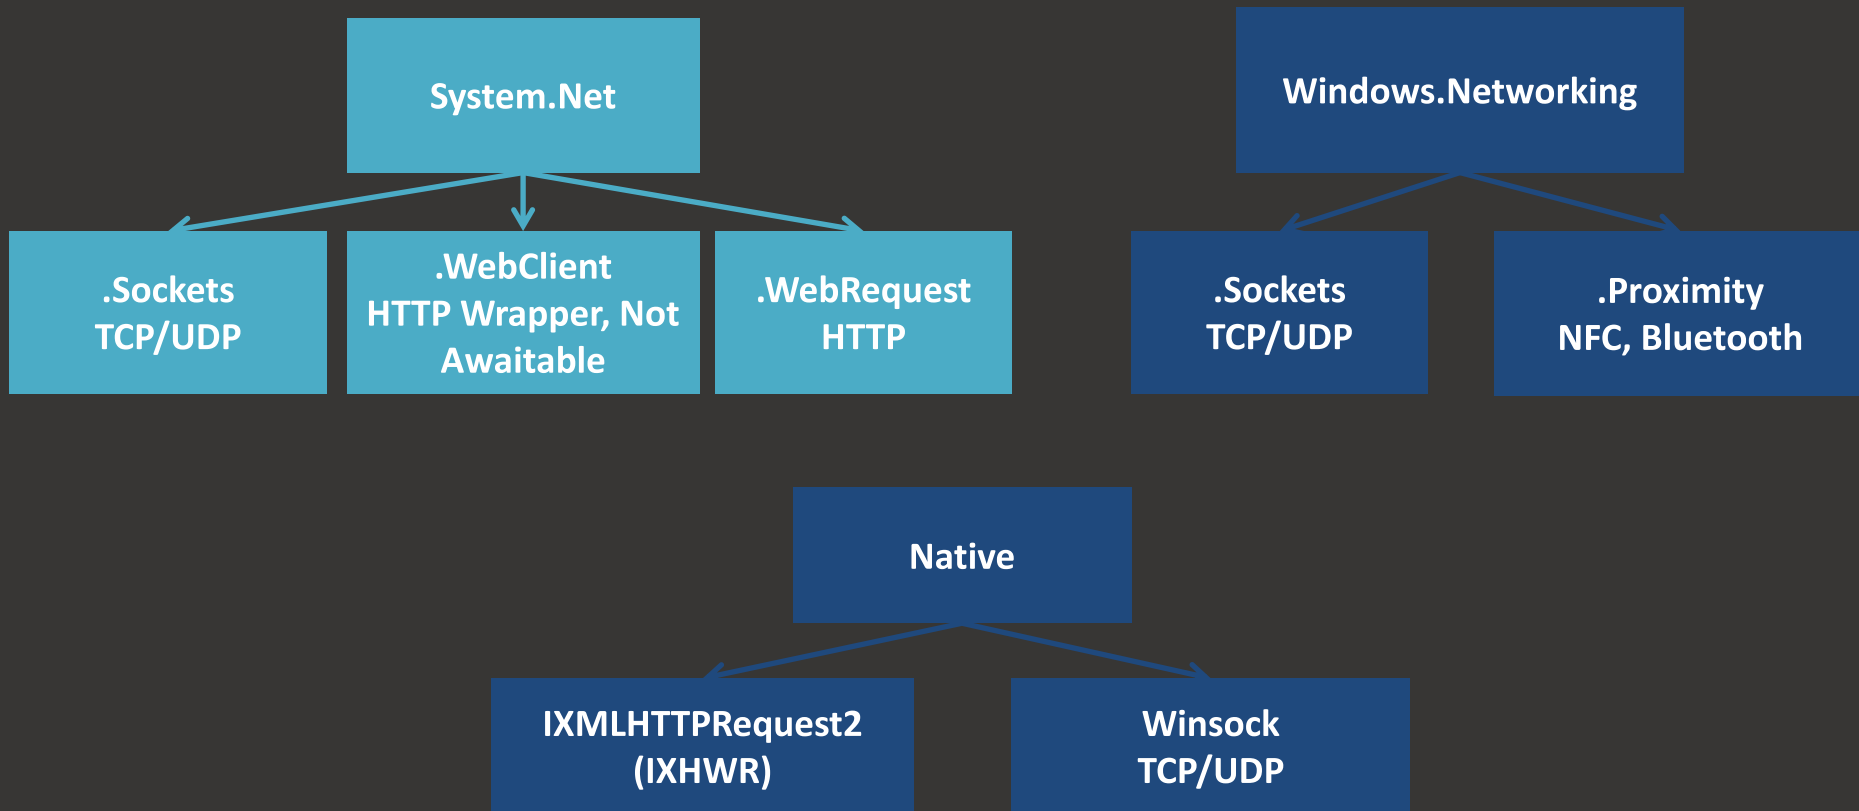 System.Net
Windows.Networking
.Sockets
TCP/UDP
.WebClient
HTTP Wrapper, Not
Awaitable
.WebRequest
HTTP
.Sockets
TCP/UDP
.Proximity
NFC, Bluetooth
Native
IXMLHTTPRequest2
(IXHWR)
Winsock
TCP/UDP